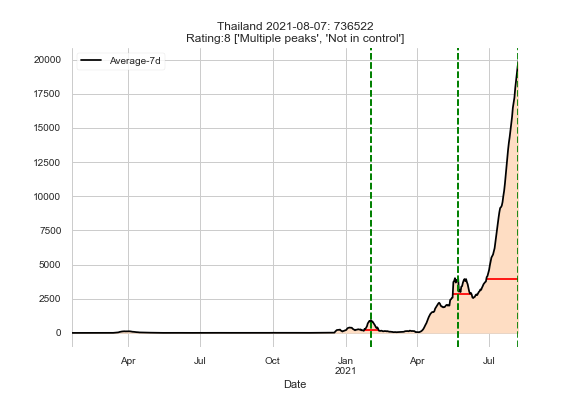 Thailand 2021-08-07: 736522
Rating:8 ['Multiple peaks', 'Not in control']
Average-7d
20000
17500
15000
12500
10000
7500
5000
2500
0
Apr
Jul
Oct
Jan
2021
Apr
Jul
Date